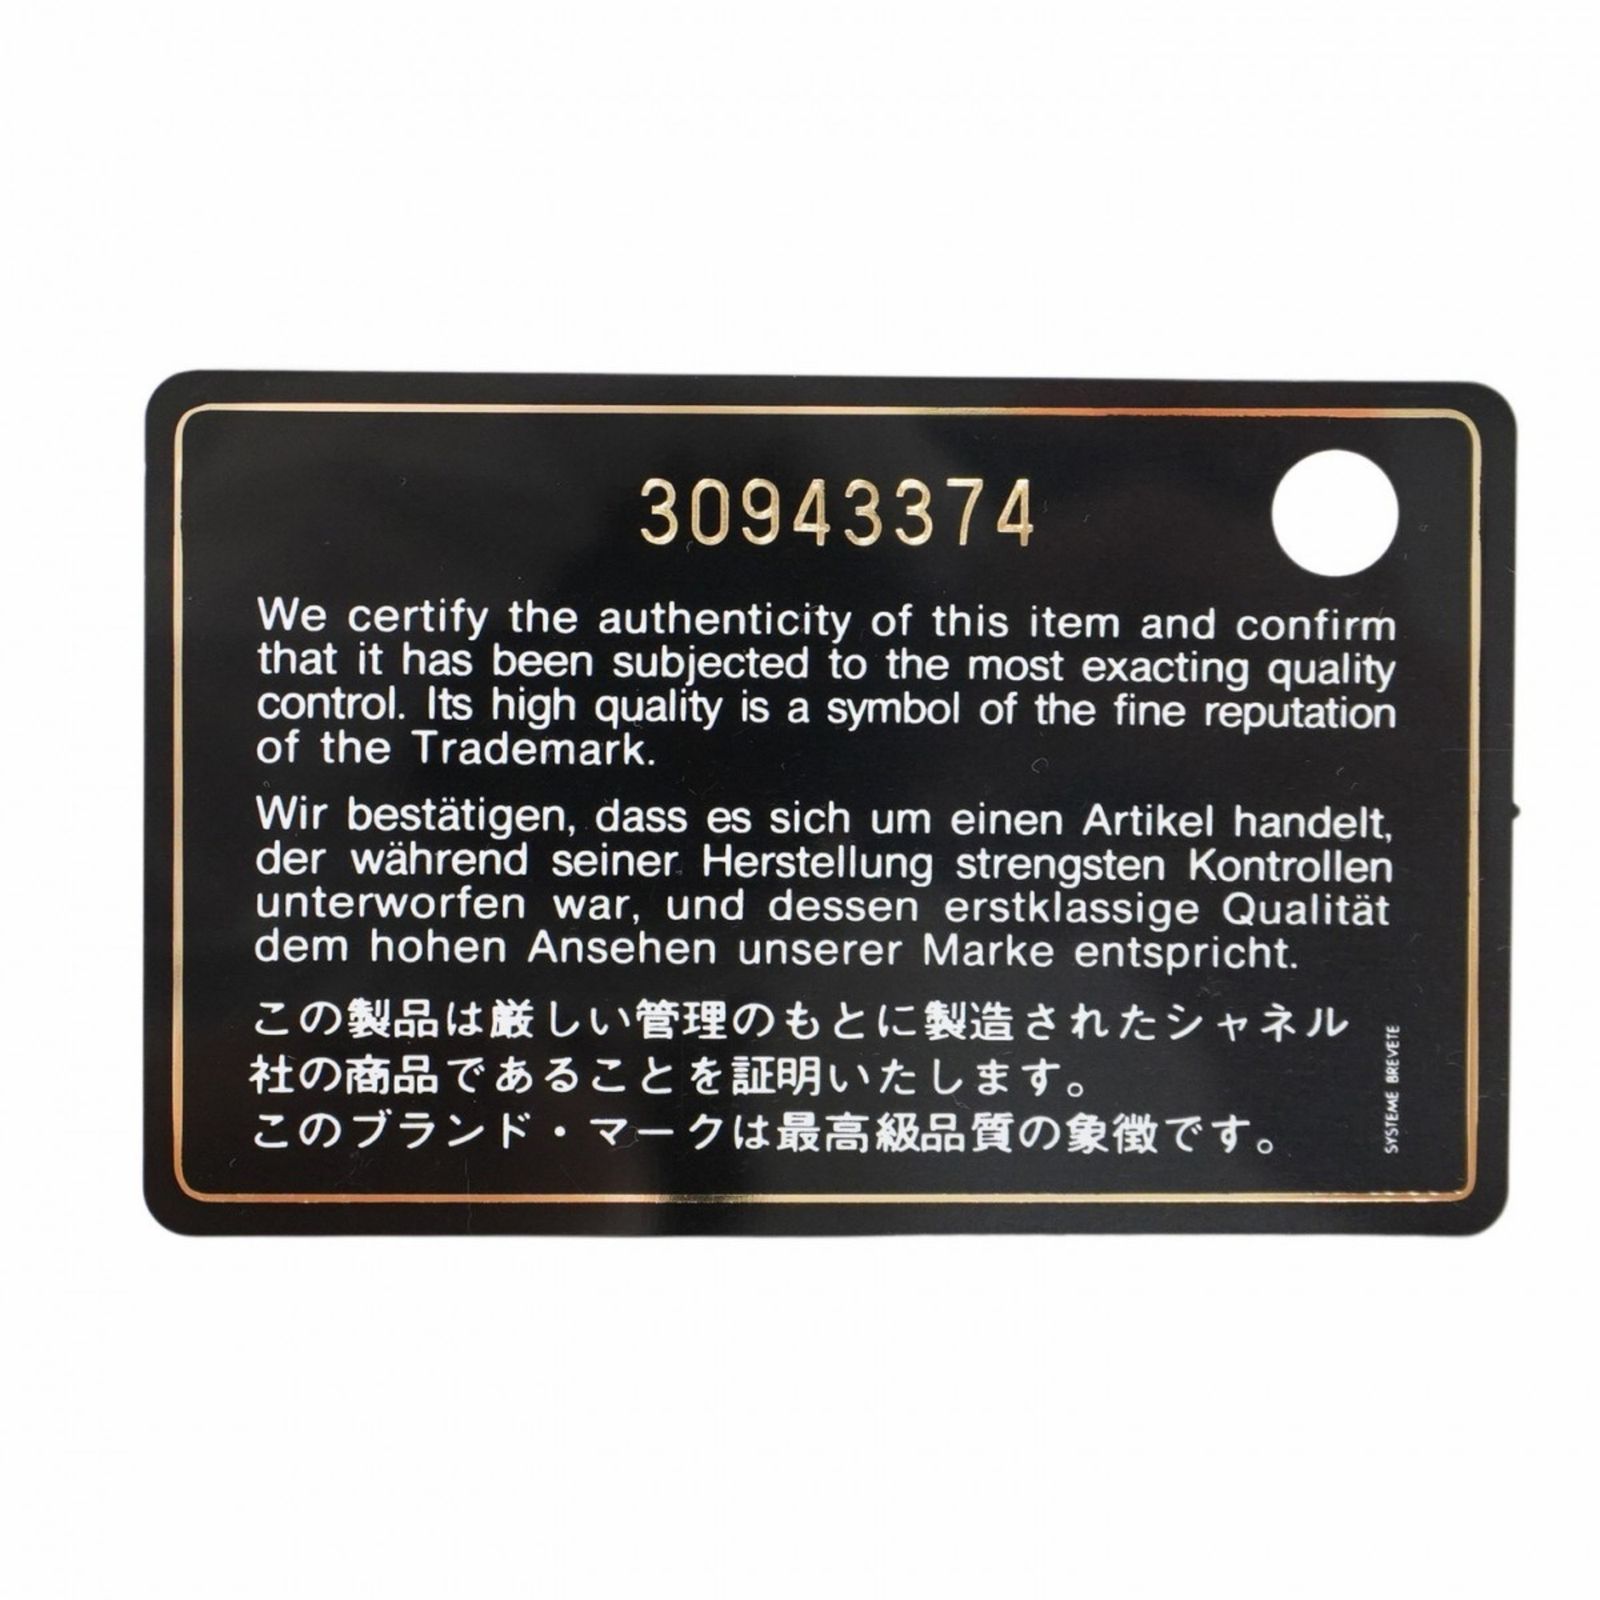 30943374
We certify the authenticity of this item and confirm
that it has been subjected to the most exacting quality
control. Its high quality is a symbol of the fine reputation
of the Trademark.
Wir bestätigen, dass es sich um einen Artikel handelt,
der während seiner Herstellung strengsten Kontrollen
unterworfen war, und dessen erstklassige Qualität
dem hohen Ansehen unserer Marke entspricht.
この製品は厳しい管理のもとに製造されたシャネル
社の商品であることを証明いたします。
このブランド・マークは最高級品質の象徴です。
SYSTEME BREVETE